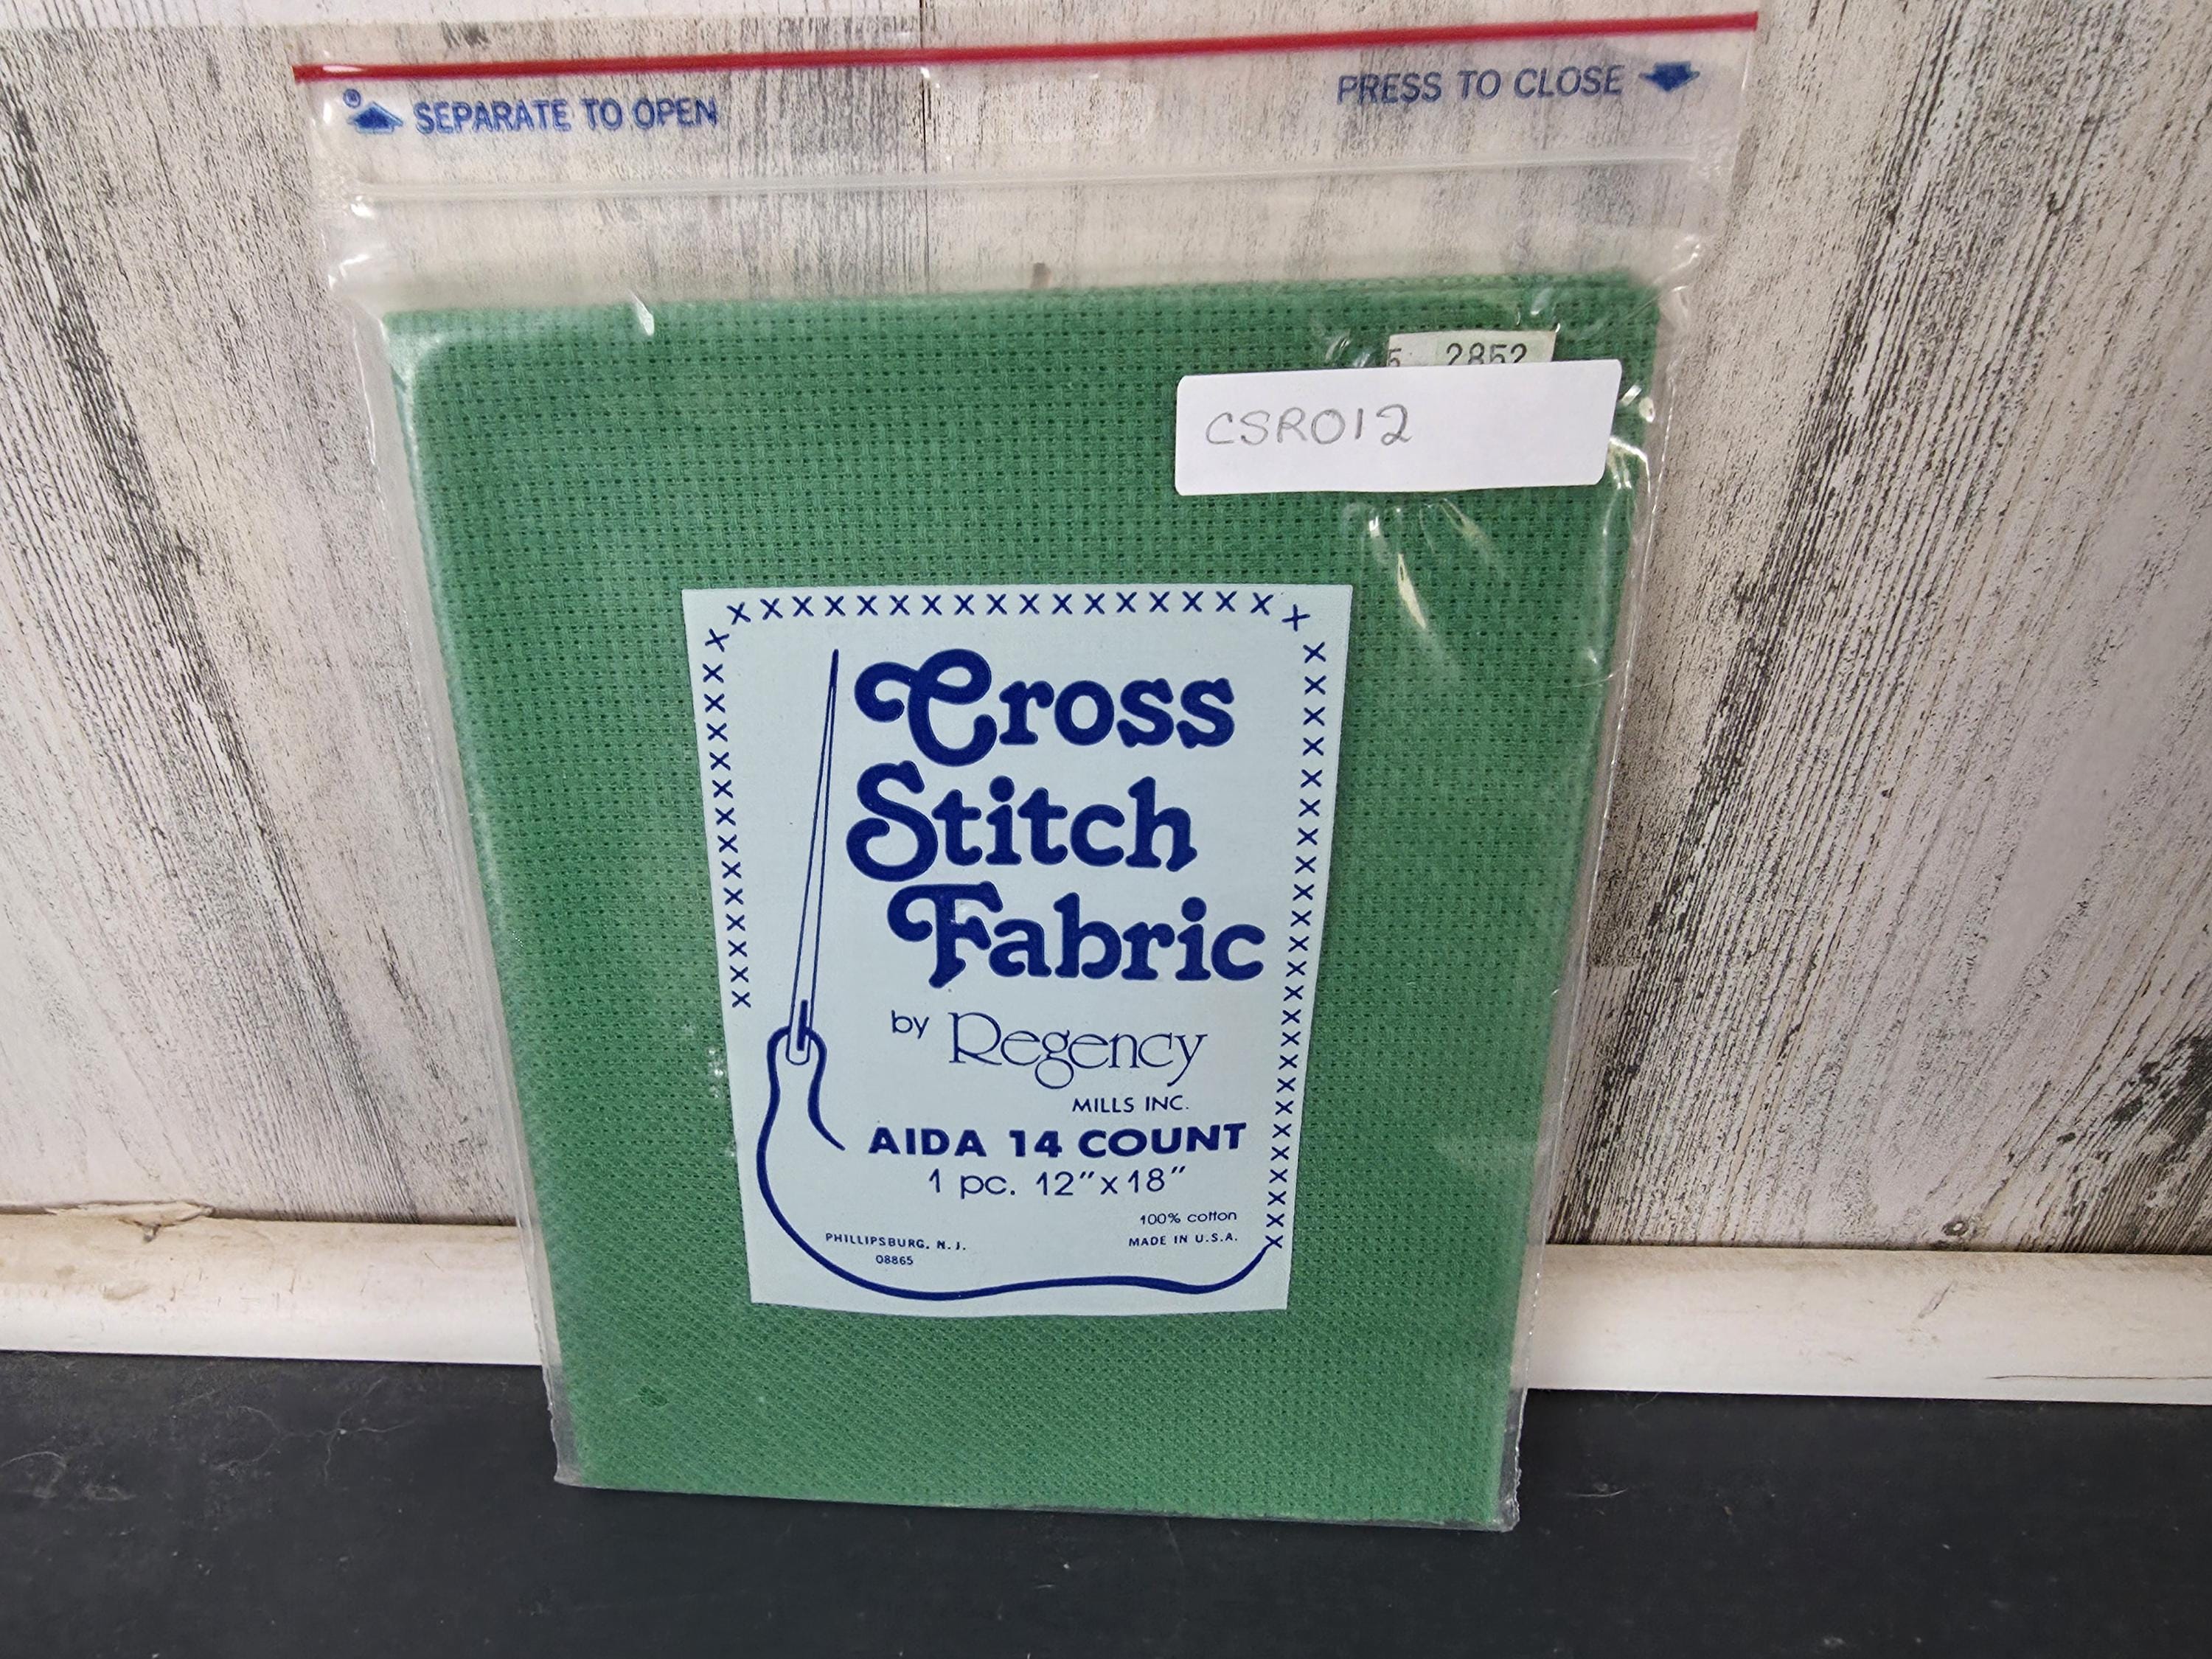 SEPARATE TO OPEN
PRESS TO CLOSE
5 2852
CSR012
Cross
Stitch
Fabric
by Regency
MILLS INC.
AIDA 14 COUNT
1 pc. 12"x18"
100% cotton
PHILLIPSBURG, N.J.
MADE IN U.S.A.
08865